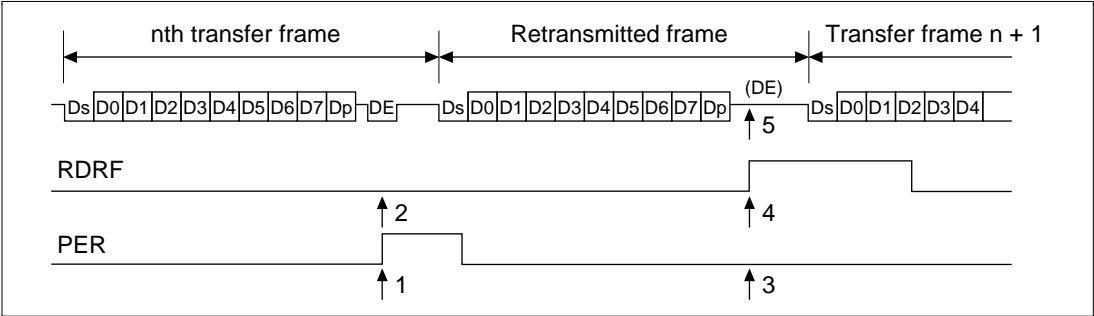 nth transfer frame Retransmitted frame Transfer frame n + 1
(DE)
Ds D0 D1 D2 D3 D4 D5 D6 D7 Dp DE Ds D0 D1 D2 D3 D4 D5 D6 D7 Dp Ds D0 D1 D2 D3 D4
5
RDRF
2 4
PER
1 3